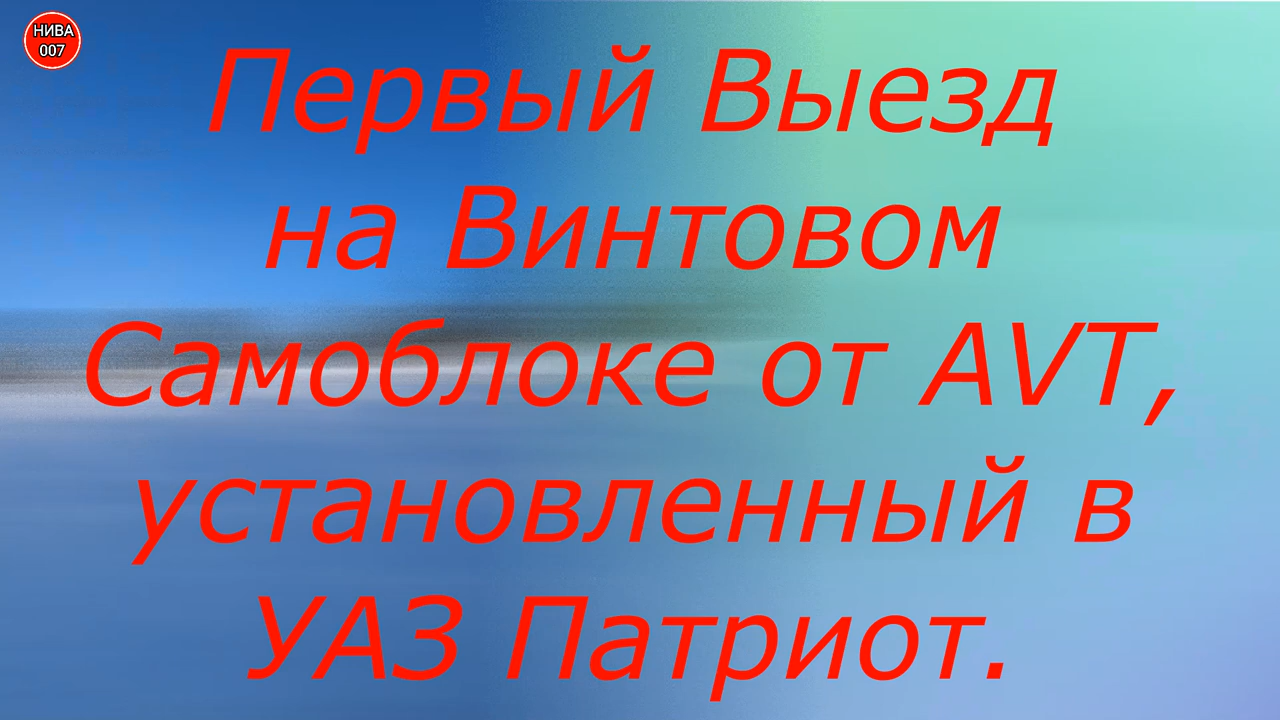 НИВА
007
Первый Выезд
на Винтовом
Самоблоке от AVT,
установленный в
УАЗ Патриот.